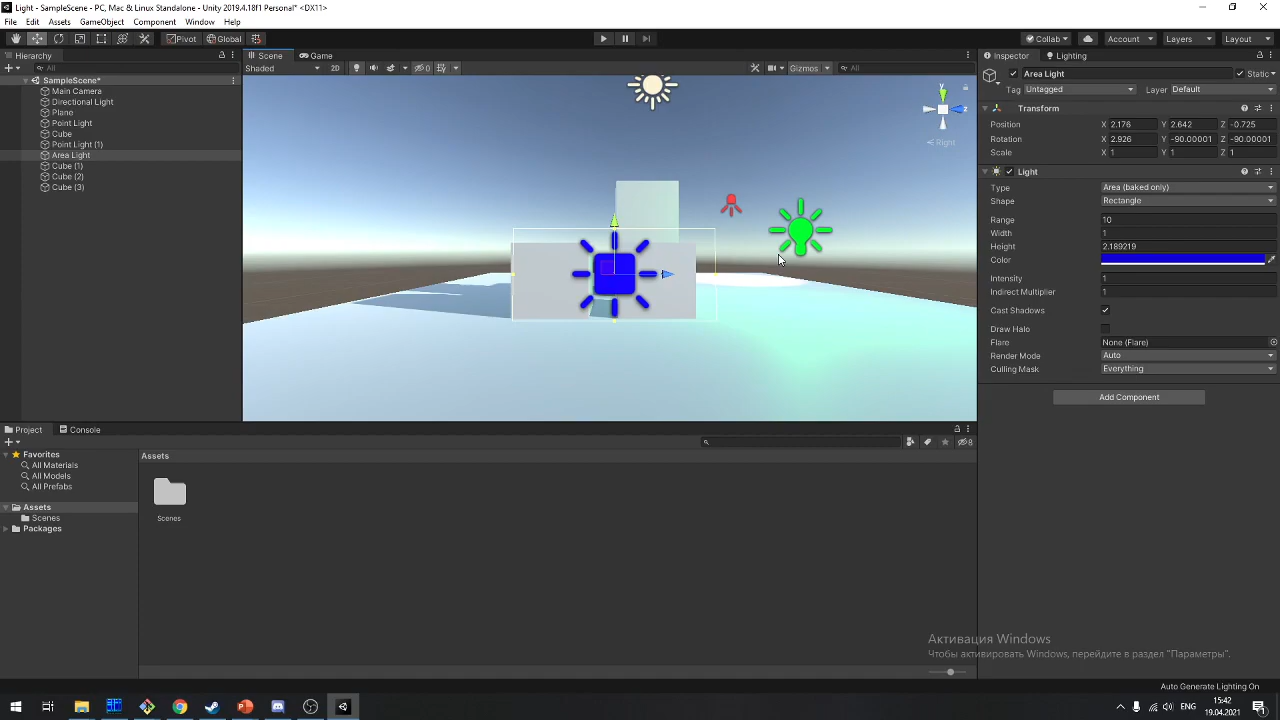 Light - SampleScene - PC, Mac & Linux Standalone - Unity 2019.4.18f1 Personal* <DX11>
File Edit Assets GameObject Component Window Help
Pivot Global Collab Account Layers Layout
Hierarchy
All
SampleScene*
Main Camera
Directional Light
Plane
Point Light
Cube
Point Light (1)
Area Light
Cube (1)
Cube (2)
Cube (3)
Scene Game
Shaded 2D 0 Gizmos All
y
z
Right
Inspector Lighting
Area Light Static
Tag Untagged Layer Default
Transform
Position X 2.176 Y 2.642 Z -0.725
Rotation X 2.926 Y -90.00001 Z -90.00001
Scale X 1 Y 1 Z 1
Light
Type Area (baked only)
Shape Rectangle
Range 10
Width 1
Height 2.189219
Color
Intensity 1
Indirect Multiplier 1
Cast Shadows
Draw Halo
Flare None (Flare)
Render Mode Auto
Culling Mask Everything
Add Component
Project Console
8
Favorites
All Materials
All Models
All Prefabs
Assets
Scenes
Packages
Assets
Scenes
Активация Windows
Чтобы активировать Windows, перейдите в раздел "Параметры".
Auto Generate Lighting On
ENG
15:42
19.04.2021